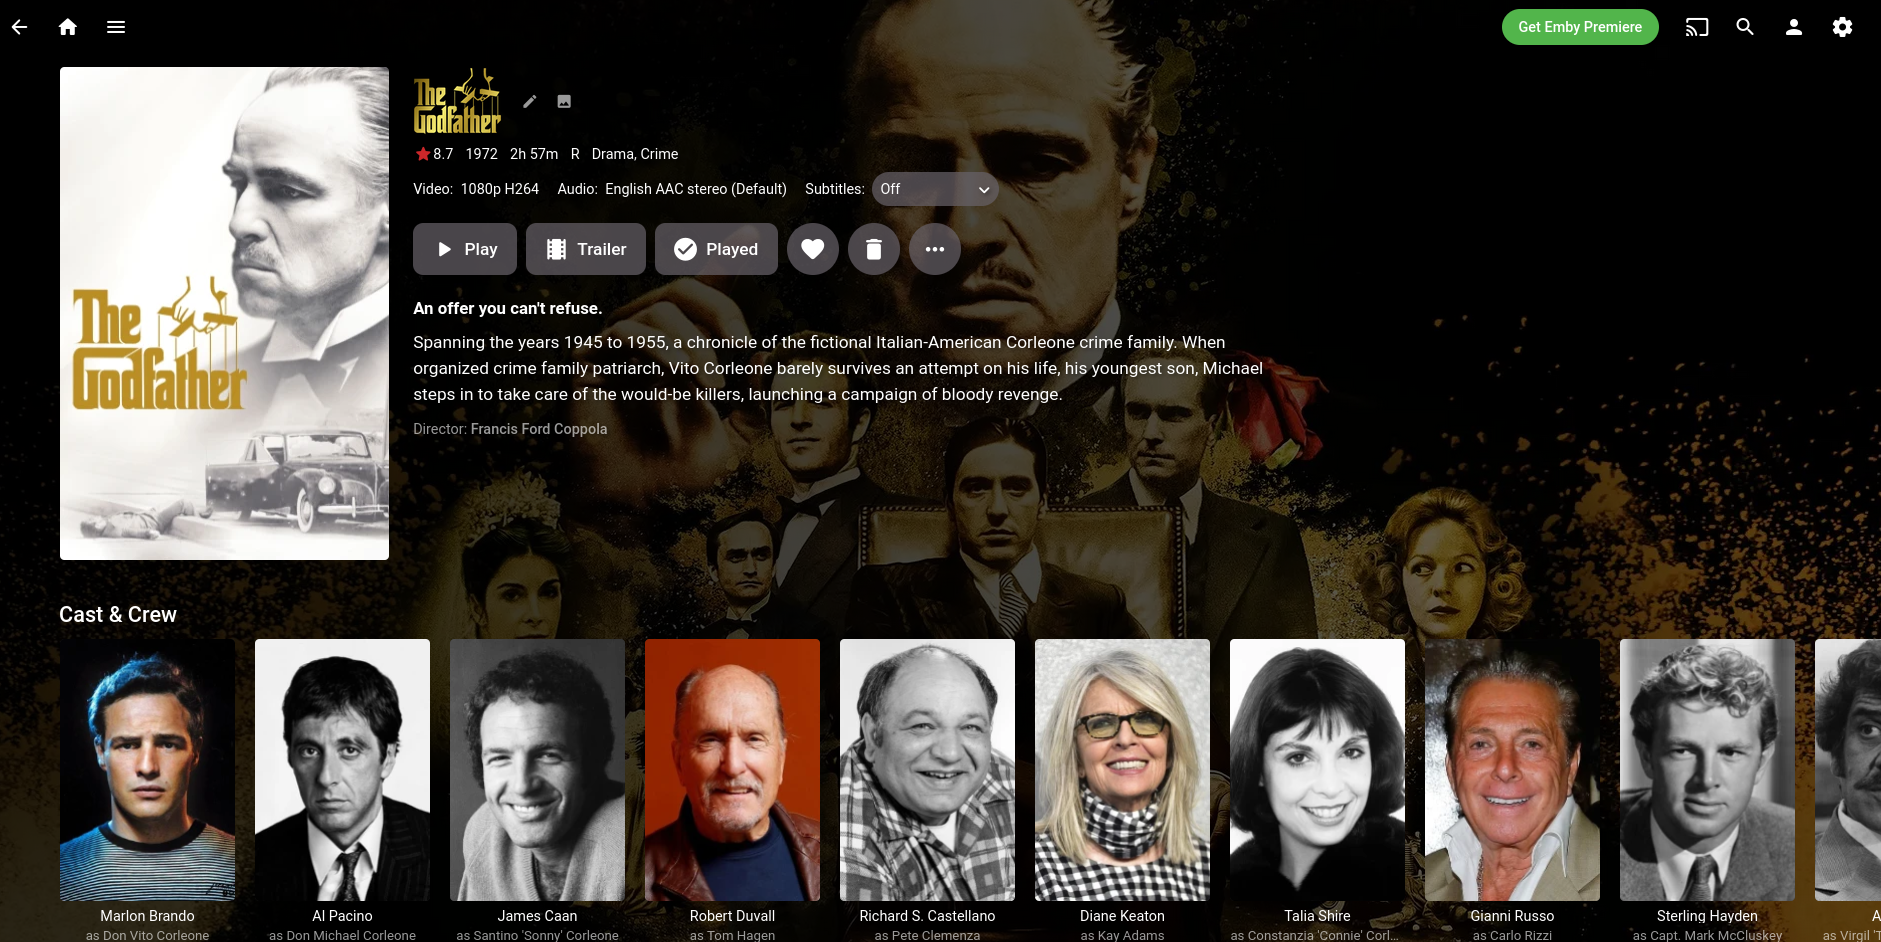 Get Emby Premiere
The
Godfather
The
Godfather
8.7 1972 2h 57m R Drama, Crime
Video: 1080p H264 Audio: English AAC stereo (Default) Subtitles: Off
Play Trailer Played
An offer you can't refuse.
Spanning the years 1945 to 1955, a chronicle of the fictional Italian-American Corleone crime family. When
organized crime family patriarch, Vito Corleone barely survives an attempt on his life, his youngest son, Michael
steps in to take care of the would-be killers, launching a campaign of bloody revenge.
Director: Francis Ford Coppola
Cast & Crew
Marlon Brando Al Pacino James Caan Robert Duvall Richard S. Castellano Diane Keaton Talia Shire Gianni Russo Sterling Hayden A
as Don Vito Corleone as Don Michael Corleone as Santino 'Sonny' Corleone as Tom Hagen as Pete Clemenza as Kay Adams as Constanzia 'Connie' Corl... as Carlo Rizzi as Capt. Mark McCluskey as Virgil 'T